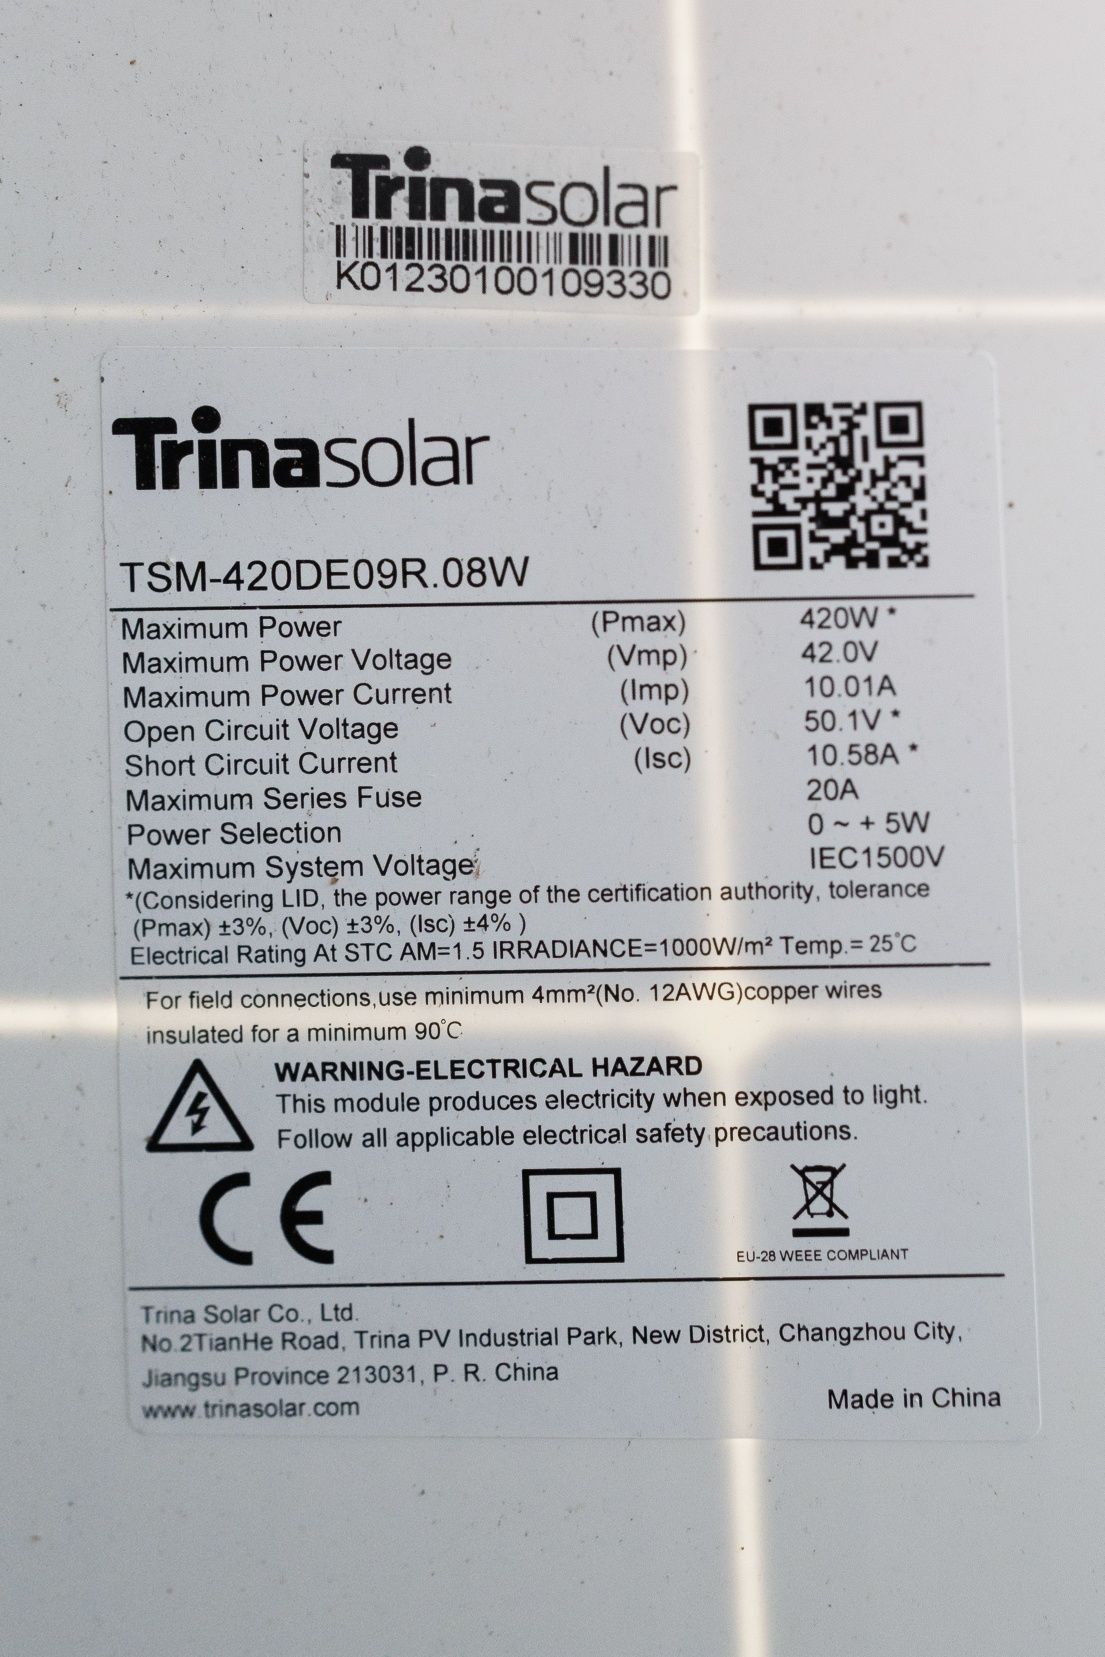 Trinasolar
K01230100109330
Trinasolar
TSM-420DE09R.08W
Maximum Power (Pmax) 420W *
Maximum Power Voltage (Vmp) 42.0V
Maximum Power Current (Imp) 10.01A
Open Circuit Voltage (Voc) 50.1V *
Short Circuit Current (Isc) 10.58A *
Maximum Series Fuse 20A
Power Selection 0 ~ + 5W
Maximum System Voltage IEC1500V
*(Considering LID, the power range of the certification authority, tolerance
(Pmax) ±3%, (Voc) ±3%, (Isc) ±4% )
Electrical Rating At STC AM=1.5 IRRADIANCE=1000W/m² Temp.= 25°C
For field connections,use minimum 4mm²(No. 12AWG)copper wires
insulated for a minimum 90°C
WARNING-ELECTRICAL HAZARD
This module produces electricity when exposed to light.
Follow all applicable electrical safety precautions.
CE
EU-28 WEEE COMPLIANT
Trina Solar Co., Ltd.
No.2TianHe Road, Trina PV Industrial Park, New District, Changzhou City,
Jiangsu Province 213031, P. R. China
www.trinasolar.com
Made in China